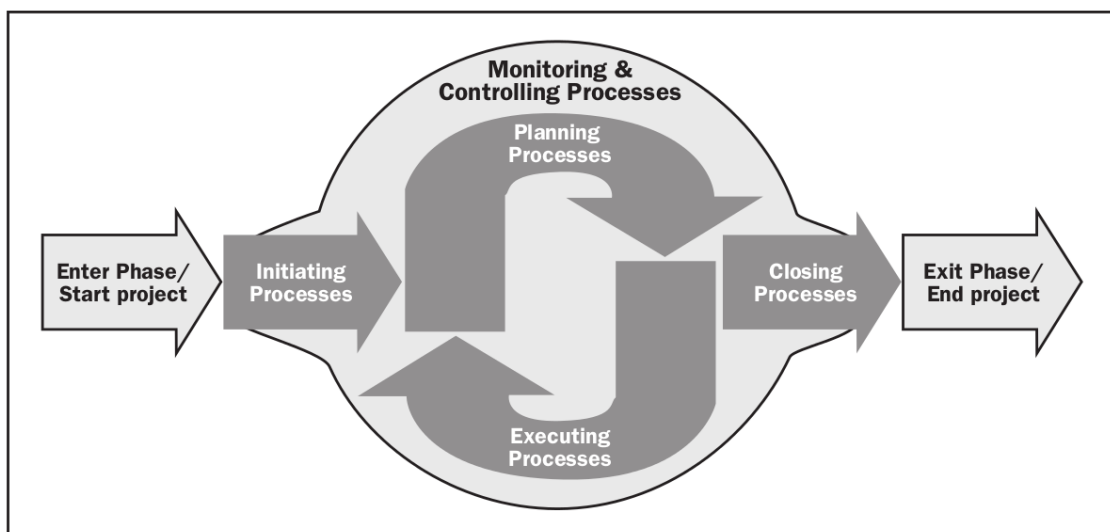 Monitoring &
Controlling Processes
Planning
Processes
Enter Phase/
Start project
Initiating
Processes
Closing
Processes
Exit Phase/
End project
Executing
Processes